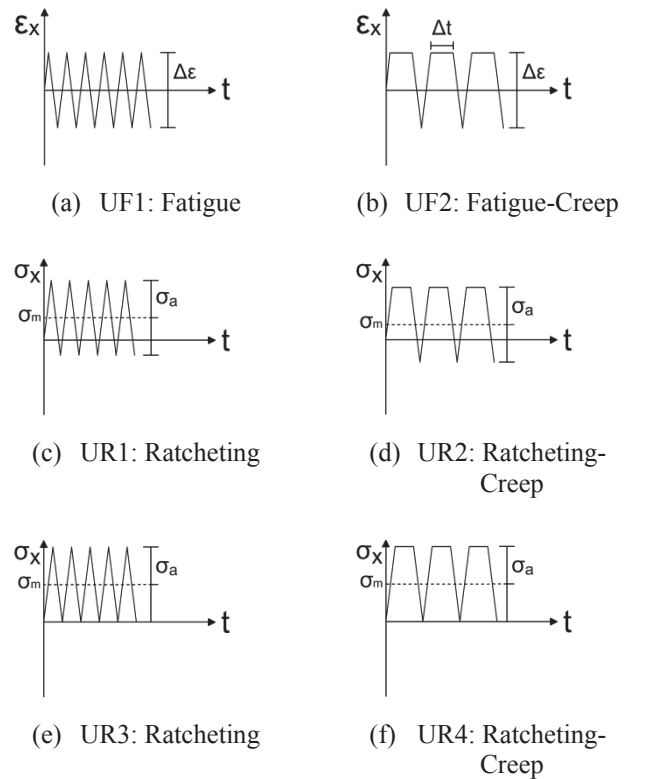 εx
Δε
t
(a) UF1: Fatigue
εx
Δt
Δε
t
(b) UF2: Fatigue-Creep
σx
σa
σm
t
(c) UR1: Ratcheting
σx
σa
σm
t
(d) UR2: Ratcheting-
Creep
σx
σa
σm
t
(e) UR3: Ratcheting
σx
σa
σm
t
(f) UR4: Ratcheting-
Creep